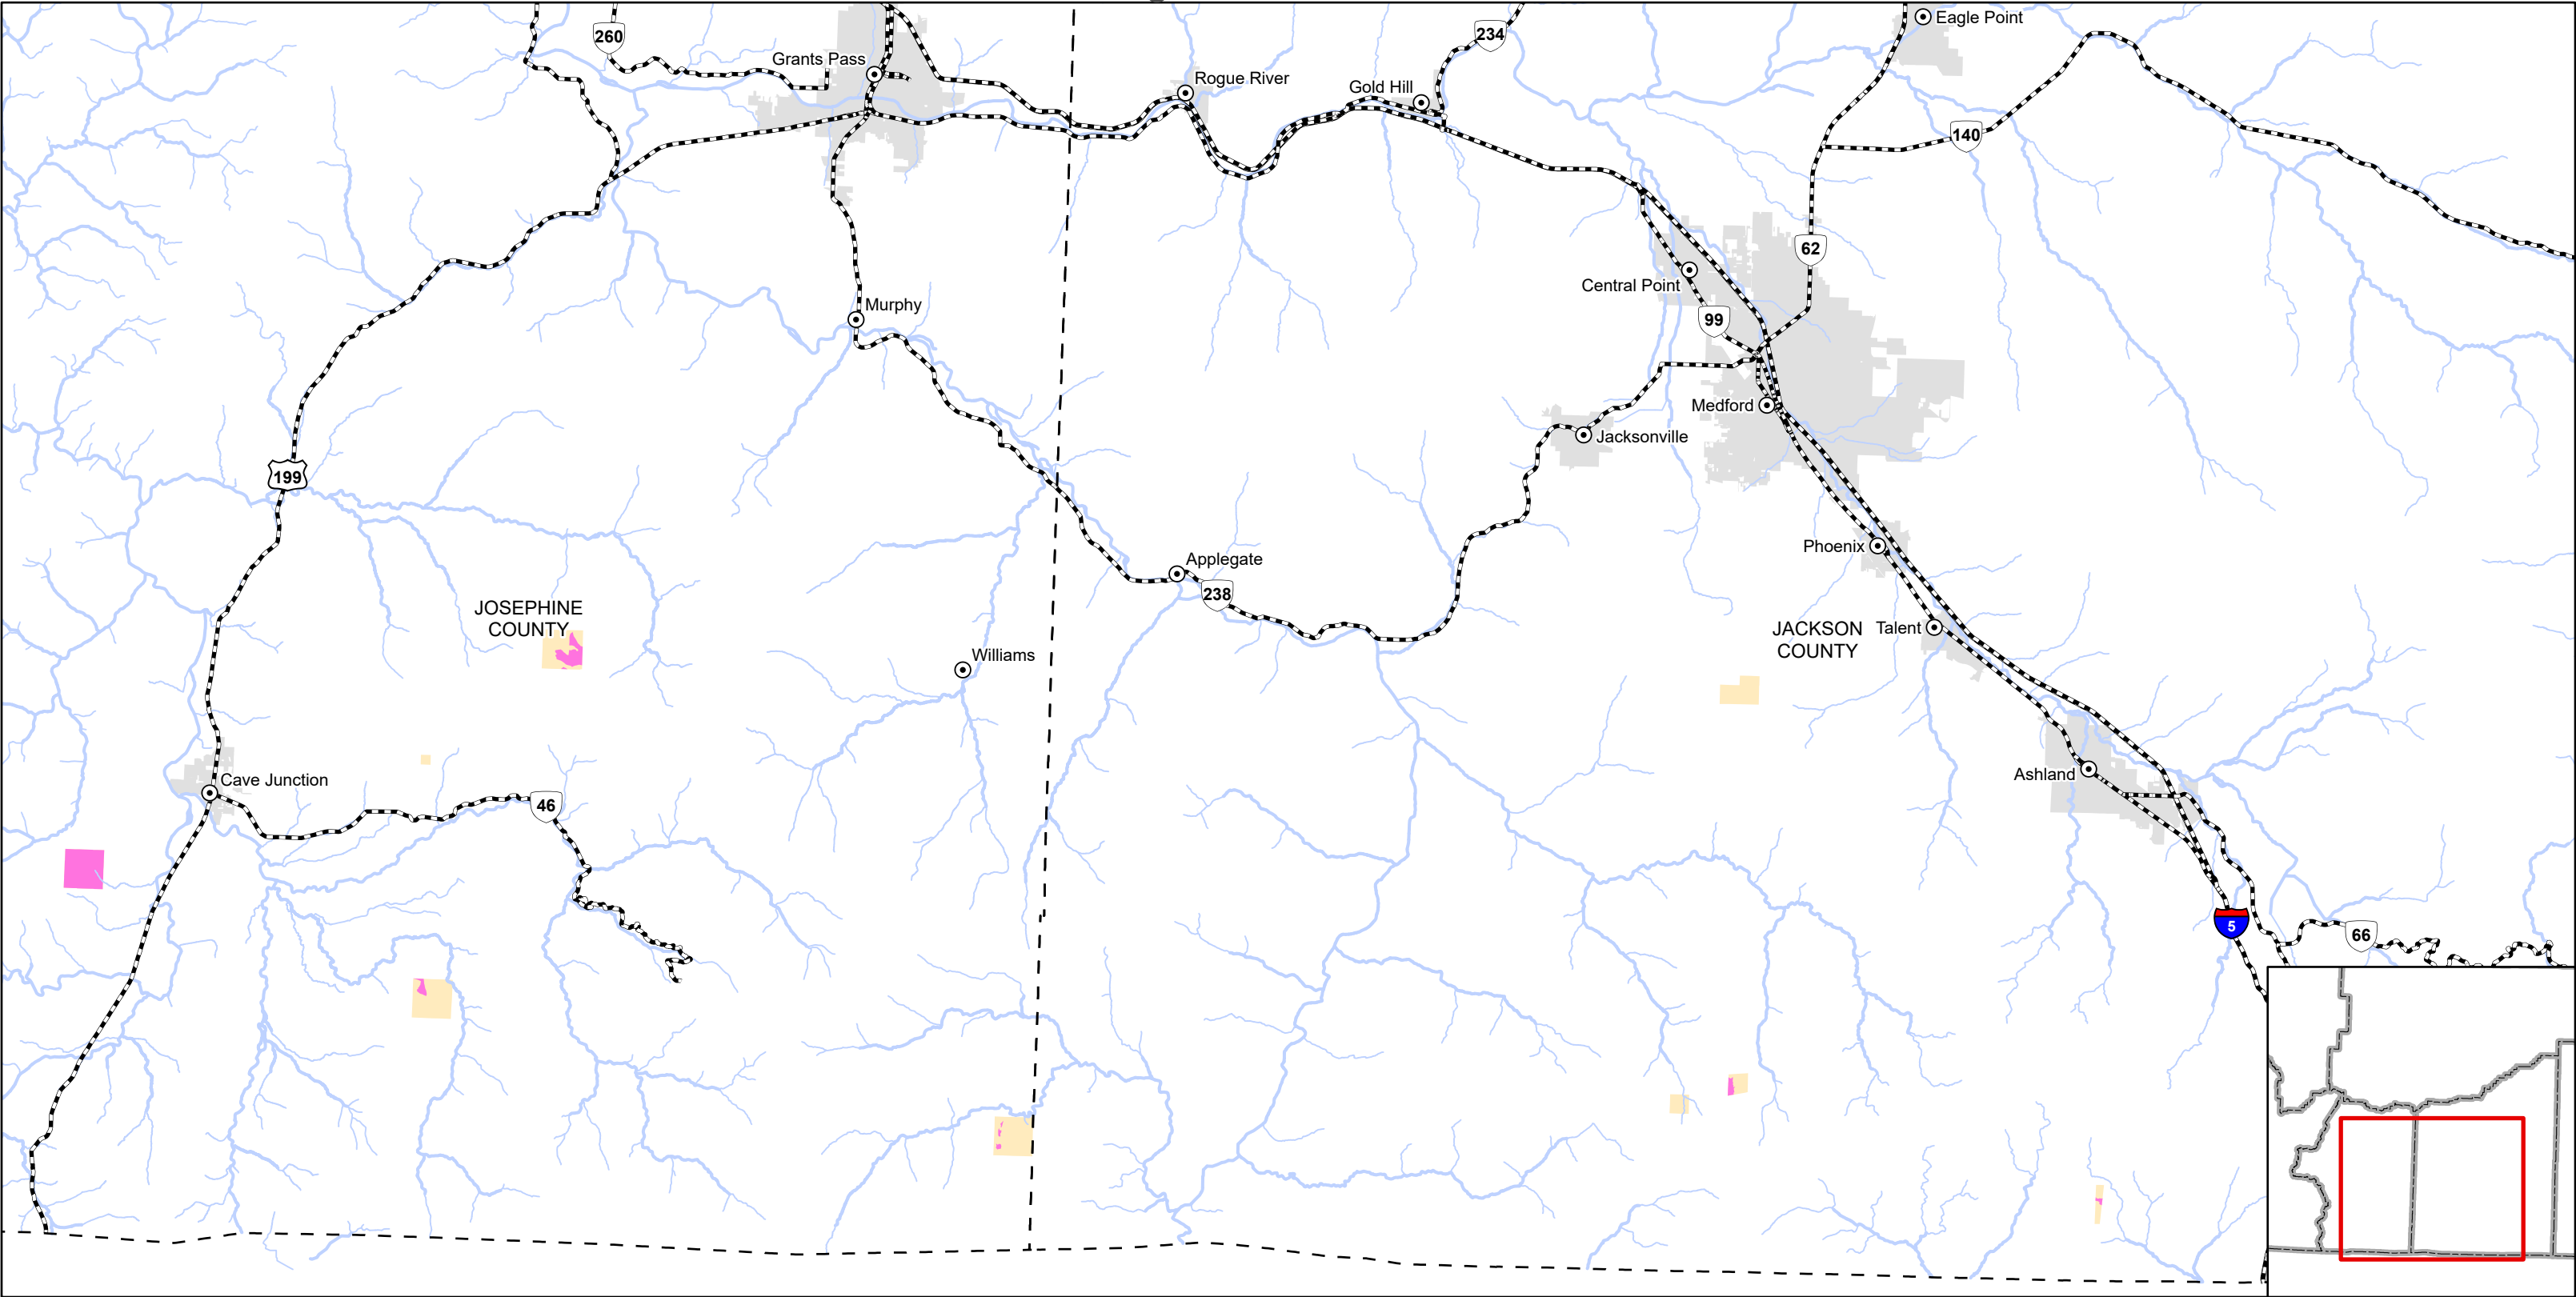 Eagle Point
260
234
Grants Pass
Rogue River
Gold Hill
140
62
Central Point
Murphy
99
Medford
Jacksonville
199
Phoenix
Applegate
238
JOSEPHINE
COUNTY
JACKSON
COUNTY
Talent
Williams
Ashland
Cave Junction
46
5
66